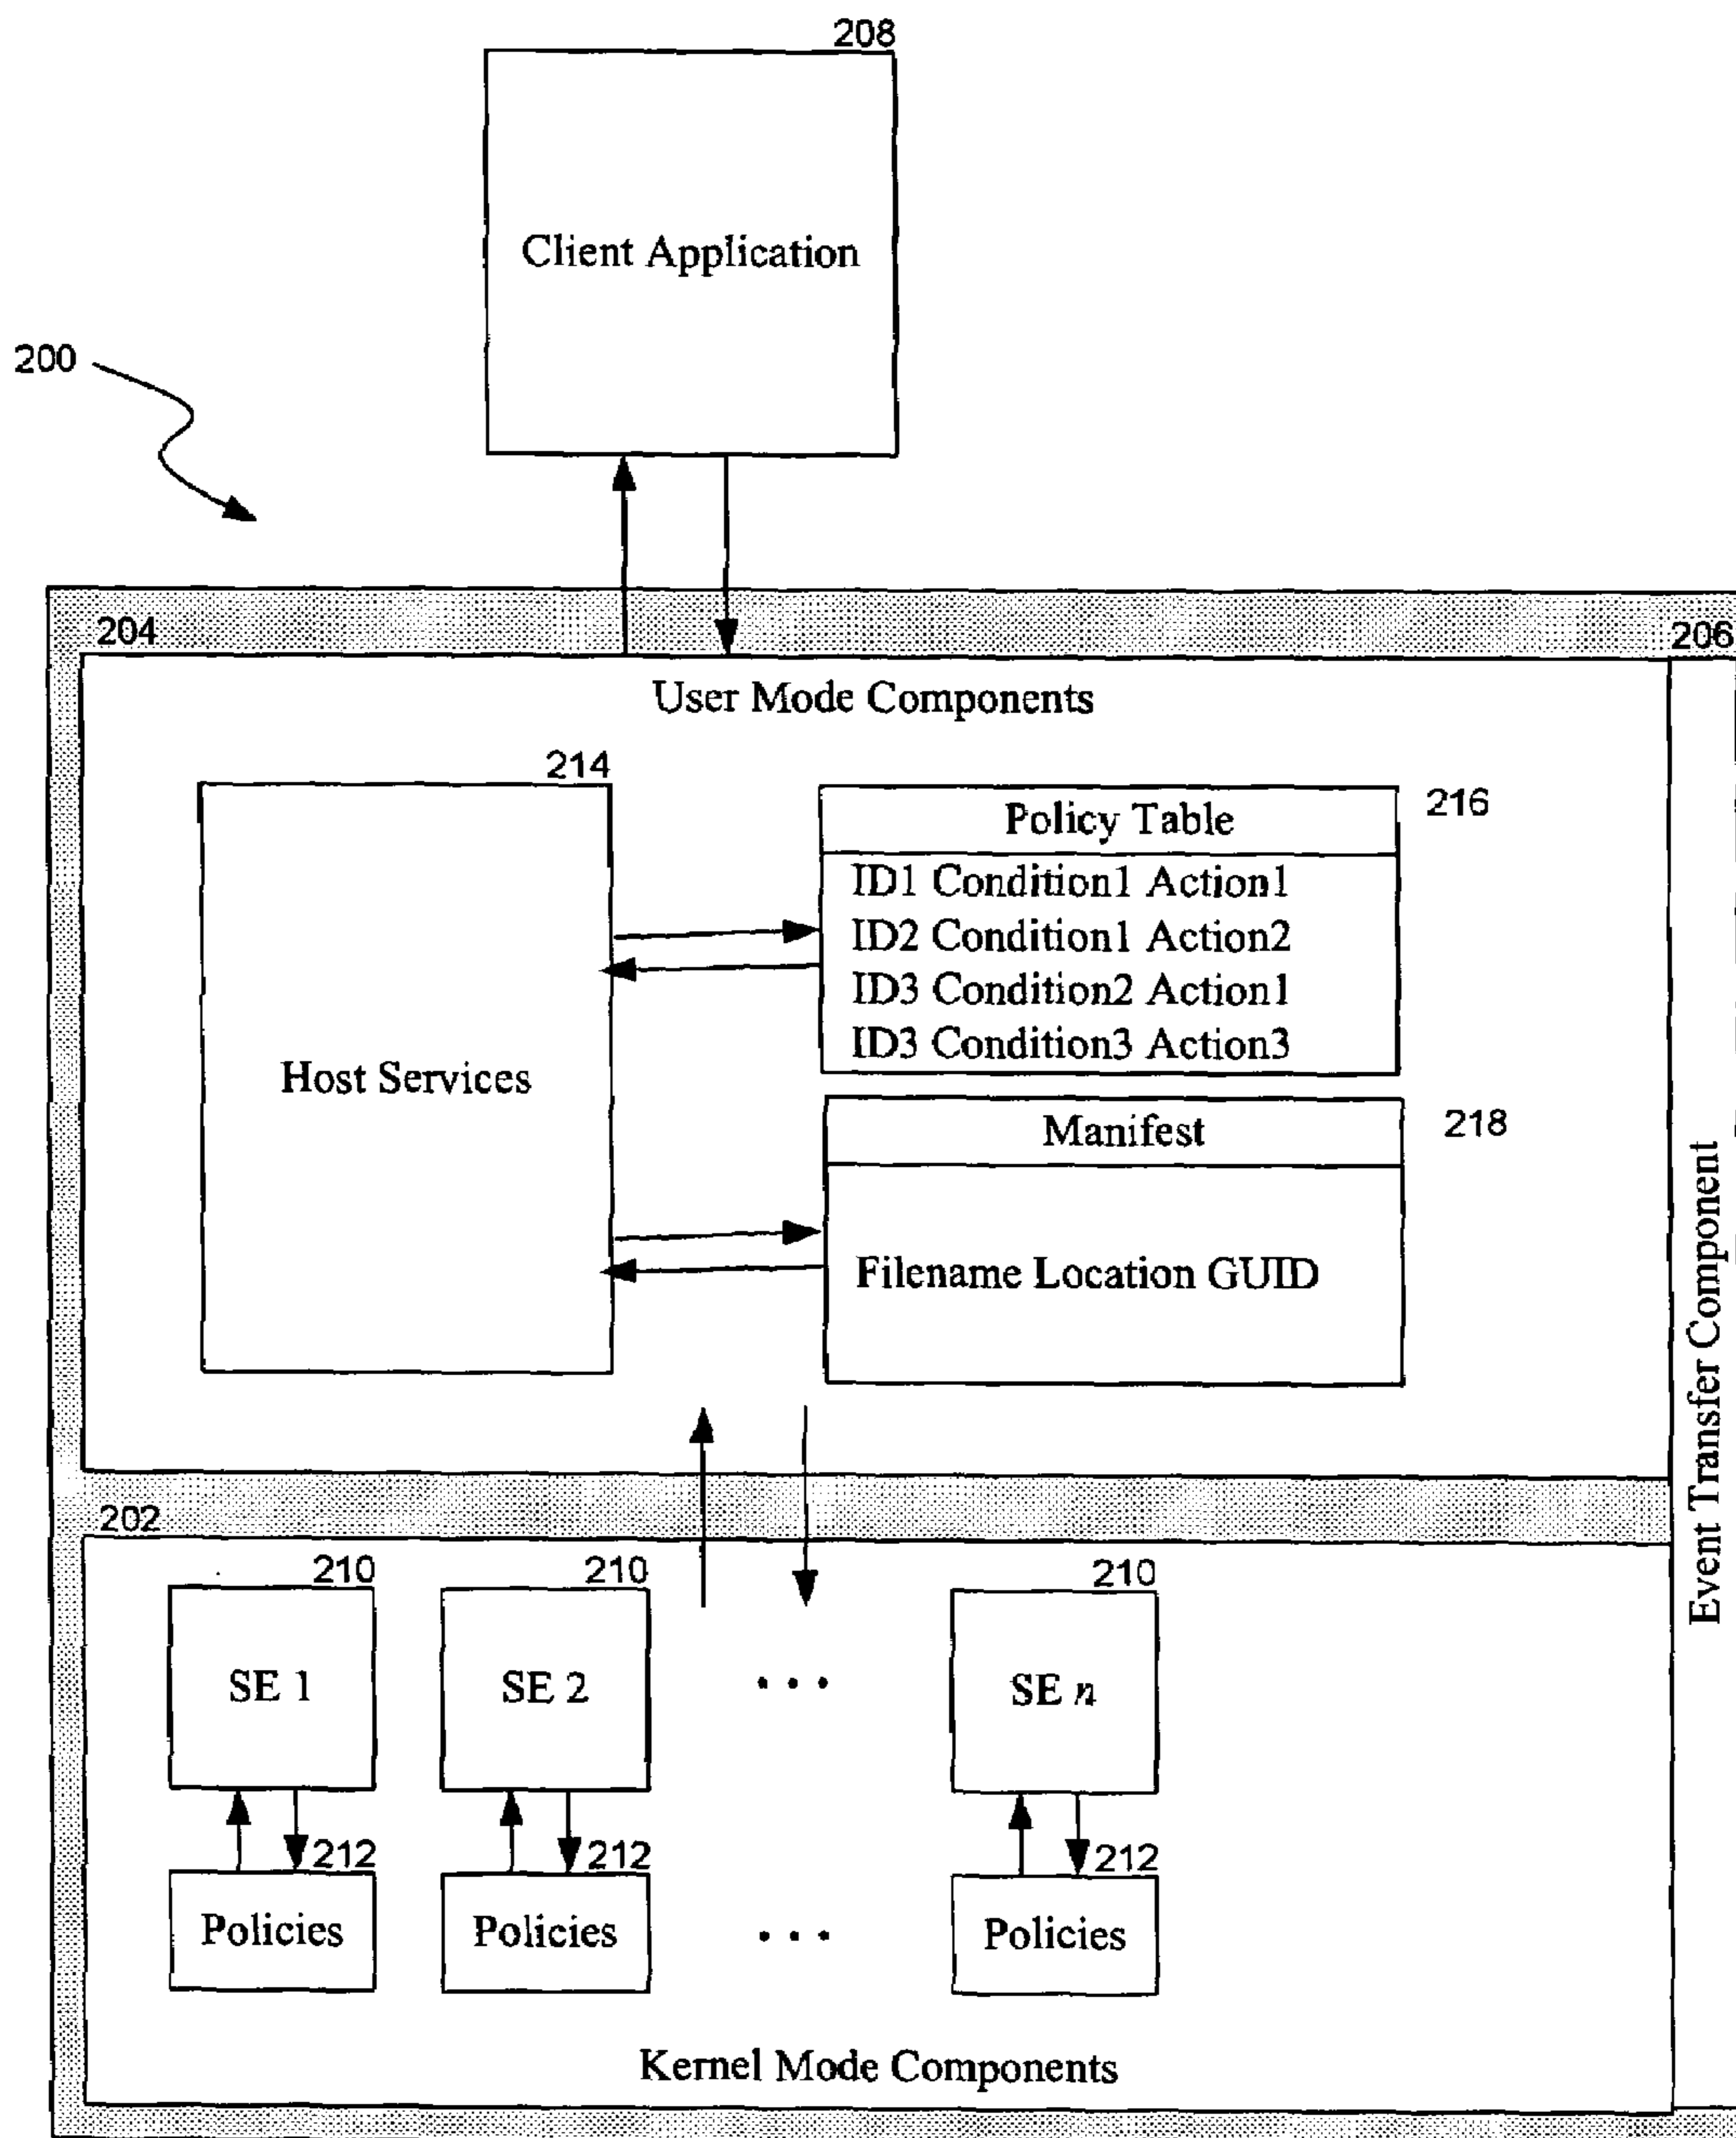 208
Client Application
200
204
206
User Mode Components
214
216
Policy Table
ID1 Condition1 Action1
ID2 Condition1 Action2
ID3 Condition2 Action1
ID3 Condition3 Action3
Host Services
218
Manifest
Filename Location GUID
Event Transfer Component
202
210
210
210
SE 1
SE 2
...
SE n
212
212
212
Policies
Policies
...
Policies
Kernel Mode Components